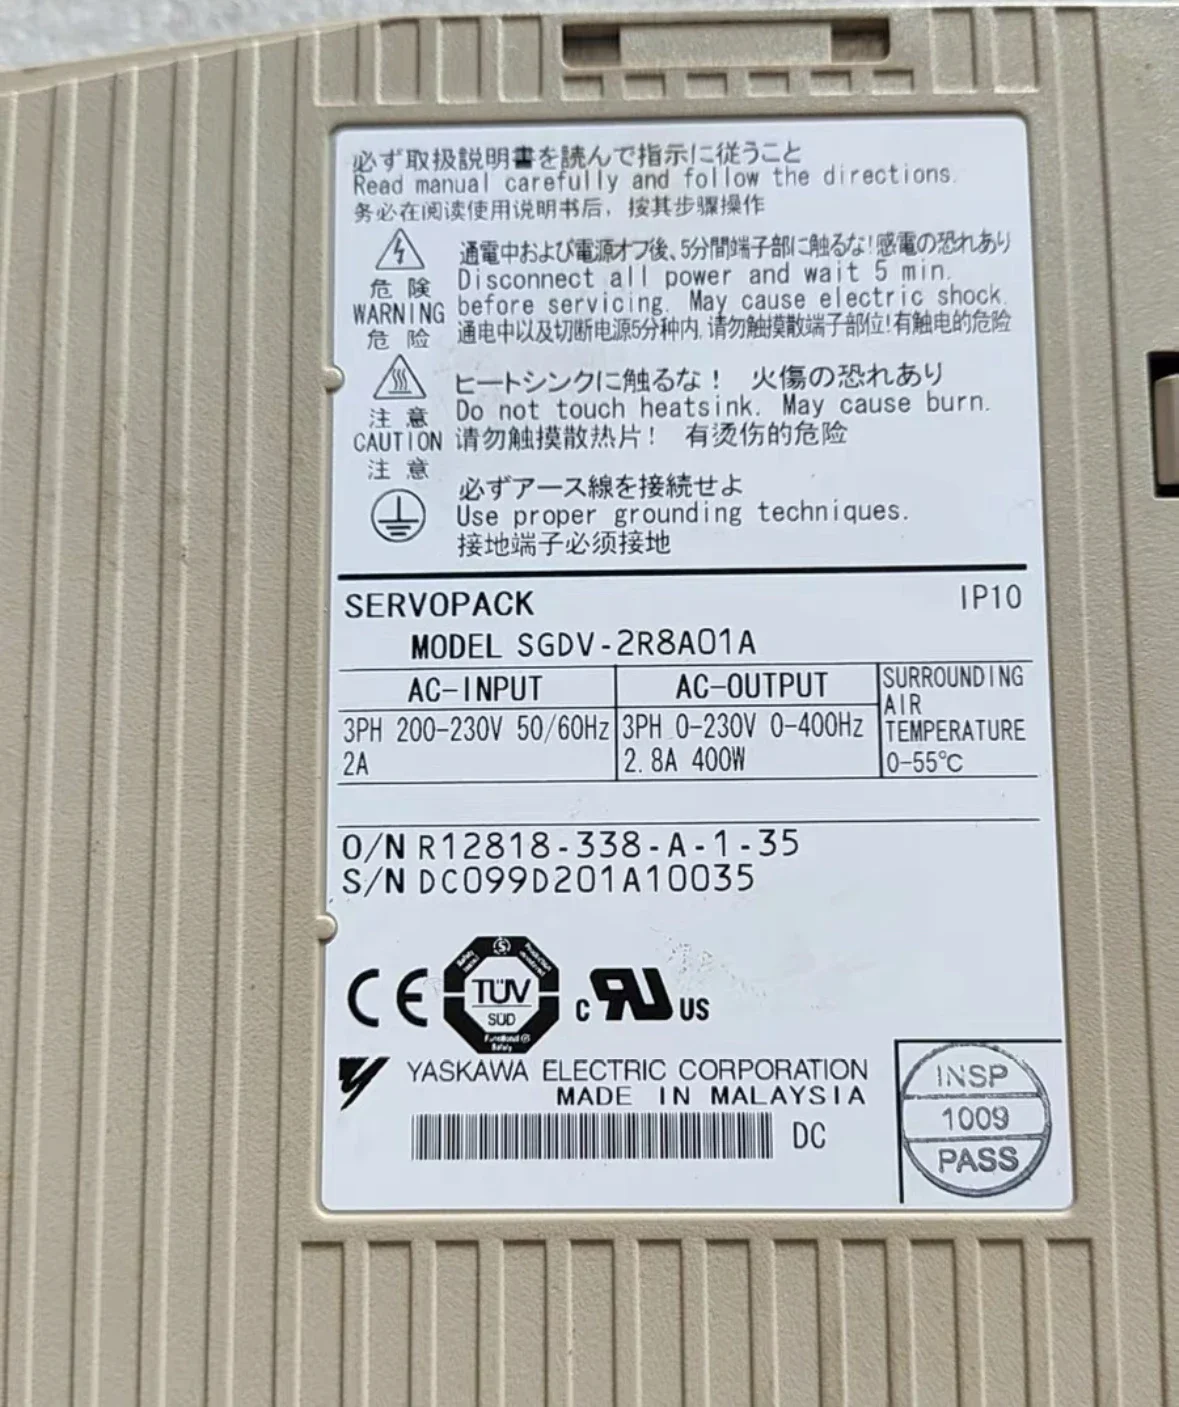 必ず取扱説明書を読んで指示に従うこと
Read manual carefully and follow the directions.
务必在阅读使用说明书后，按其步骤操作
危 険
WARNING
危 险
通電中および電源オフ後、5分間端子部に触るな!感電の恐れあり
Disconnect all power and wait 5 min.
before servicing. May cause electric shock.
通电中以及切断电源5分种内,请勿触摸散端子部位!有触电的危险
注 意
CAUTION
注 意
ヒートシンクに触るな！ 火傷の恐れあり
Do not touch heatsink. May cause burn.
请勿触摸散热片！ 有烫伤的危险
必ずアース線を接続せよ
Use proper grounding techniques.
接地端子必须接地
SERVOPACK IP10
MODEL SGDV-2R8A01A
AC-INPUT
3PH 200-230V 50/60Hz
2A
AC-OUTPUT
3PH 0-230V 0-400Hz
2.8A 400W
SURROUNDING
AIR
TEMPERATURE
0-55℃
O/N R12818-338-A-1-35
S/N DC099D201A10035
CE
TÜV
SÜD
Functional
Safety
C RU US
YASKAWA ELECTRIC CORPORATION
MADE IN MALAYSIA
DC
INSP
1009
PASS